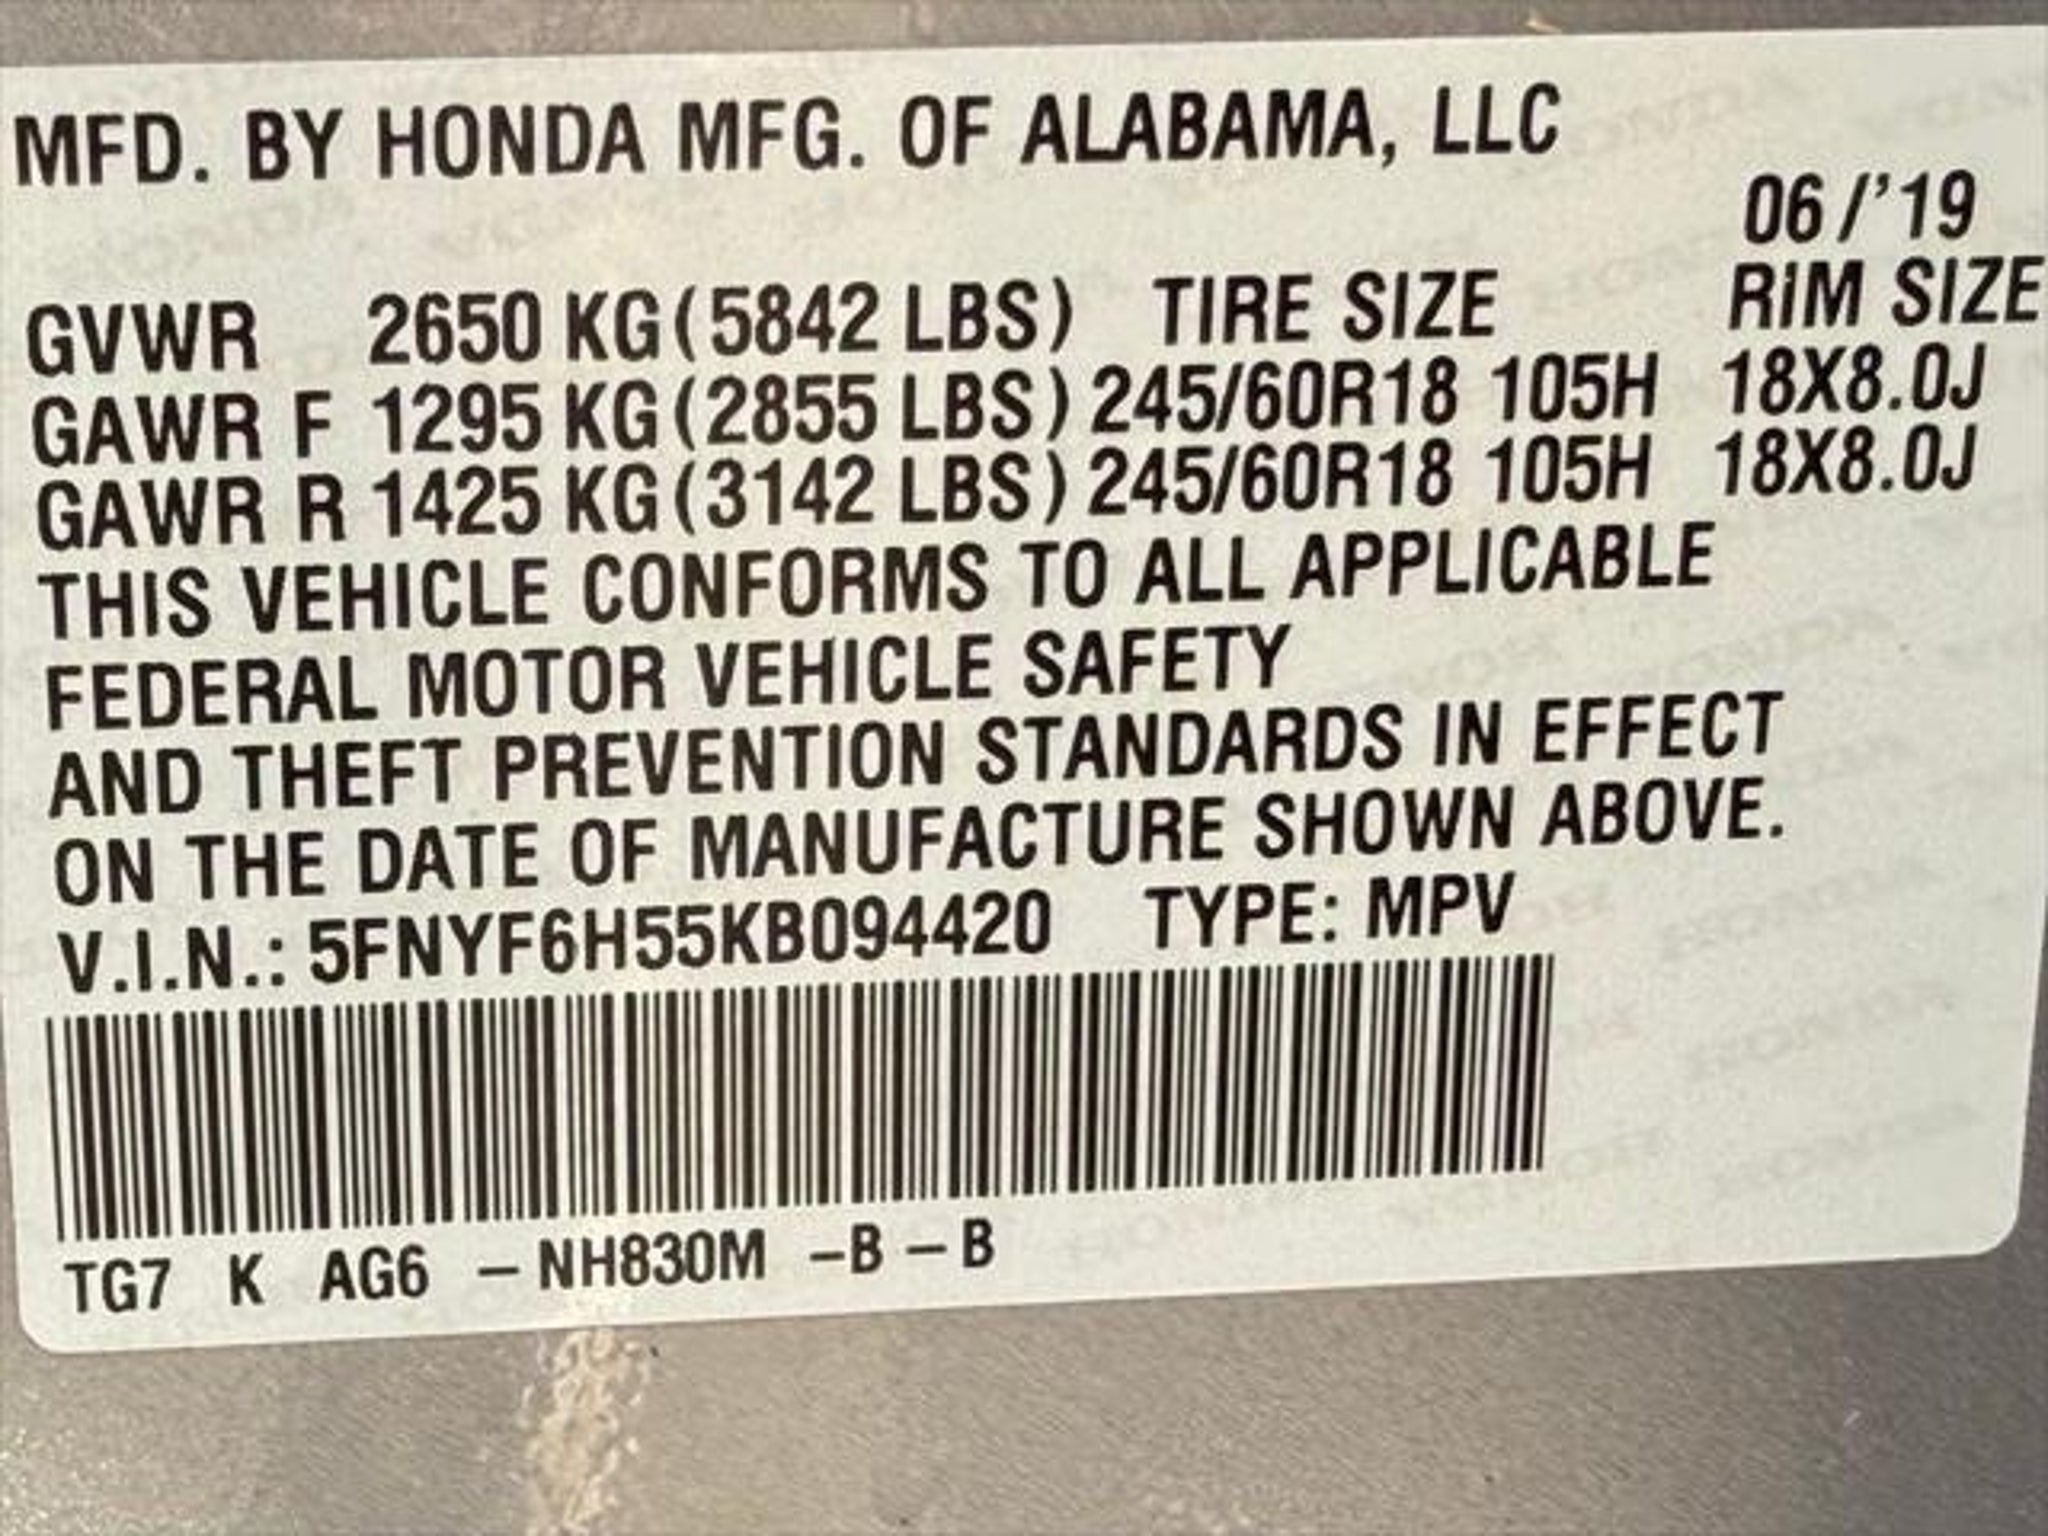 MFD. BY HONDA MFG. OF ALABAMA, LLC
06/'19
GVWR 2650 KG (5842 LBS) TIRE SIZE RIM SIZE
GAWR F 1295 KG (2855 LBS) 245/60R18 105H 18X8.0J
GAWR R 1425 KG (3142 LBS) 245/60R18 105H 18X8.0J
THIS VEHICLE CONFORMS TO ALL APPLICABLE
FEDERAL MOTOR VEHICLE SAFETY
AND THEFT PREVENTION STANDARDS IN EFFECT
ON THE DATE OF MANUFACTURE SHOWN ABOVE.
V.I.N.: 5FNYF6H55KB094420 TYPE: MPV
TG7 K AG6 – NH830M –B – B